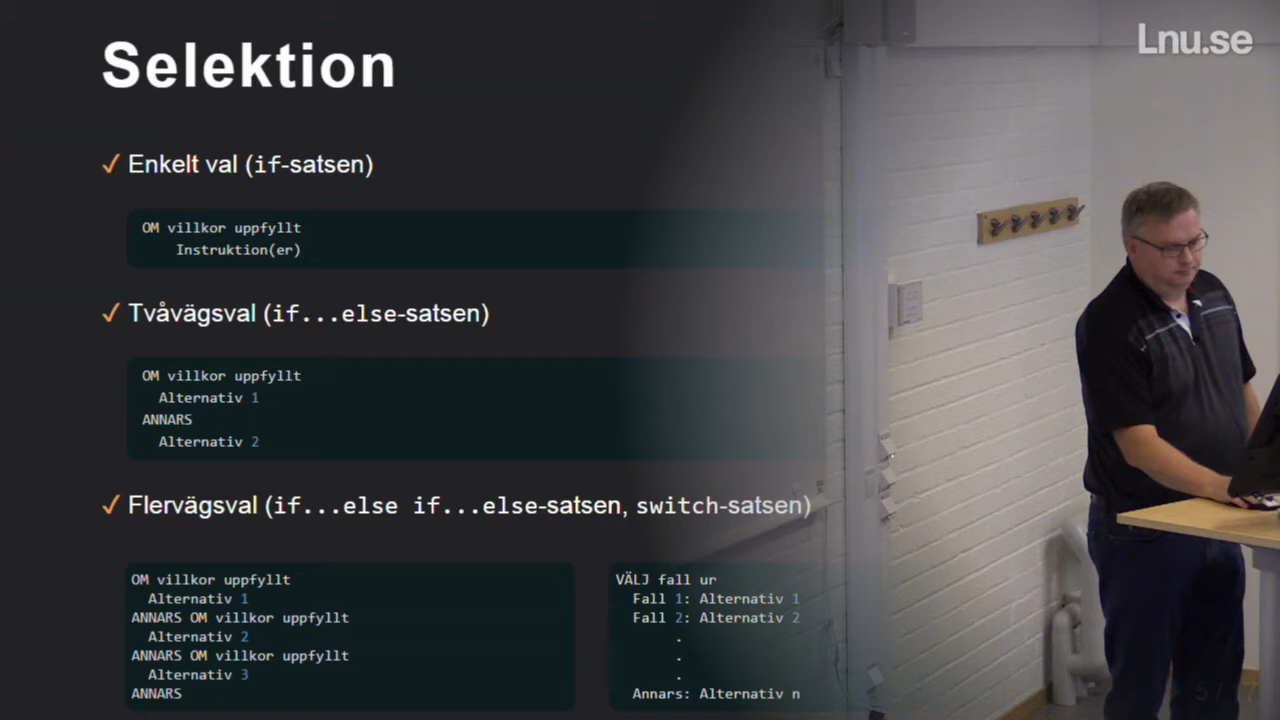 Selektion
Lnu.se
✓ Enkelt val (if-satsen)
OM villkor uppfyllt
Instruktion(er)
✓ Tvåvägsval (if...else-satsen)
OM villkor uppfyllt
Alternativ 1
ANNARS
Alternativ 2
✓ Flervägsval (if...else if...else-satsen, switch-satsen)
OM villkor uppfyllt
Alternativ 1
ANNARS OM villkor uppfyllt
Alternativ 2
ANNARS OM villkor uppfyllt
Alternativ 3
ANNARS
VÄLJ fall ur
Fall 1: Alternativ 1
Fall 2: Alternativ 2
.
.
.
Annars: Alternativ n